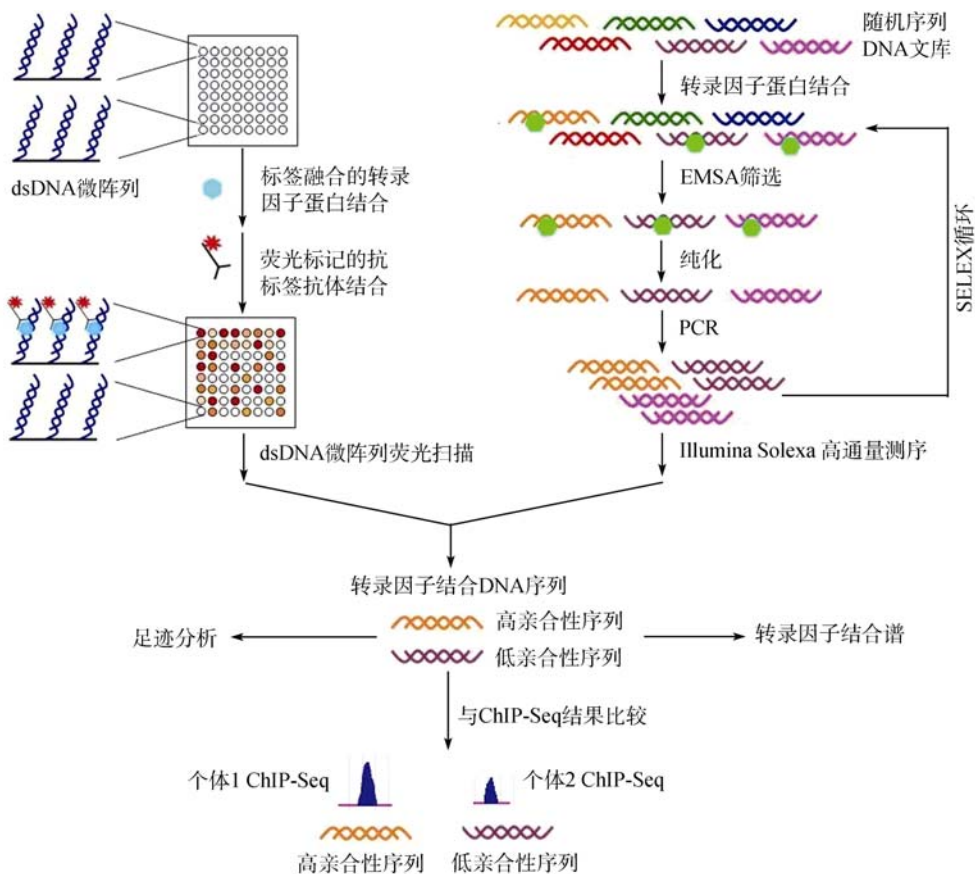 dsDNA微阵列
标签融合的转录
因子蛋白结合
荧光标记的抗
标签抗体结合
dsDNA微阵列荧光扫描
随机序列
DNA文库
转录因子蛋白结合
EMSA筛选
纯化
PCR
SELEX循环
Illumina Solexa 高通量测序
转录因子结合DNA序列
足迹分析
高亲合性序列
低亲合性序列
转录因子结合谱
与ChIP-Seq结果比较
个体1 ChIP-Seq
个体2 ChIP-Seq
高亲合性序列
低亲合性序列